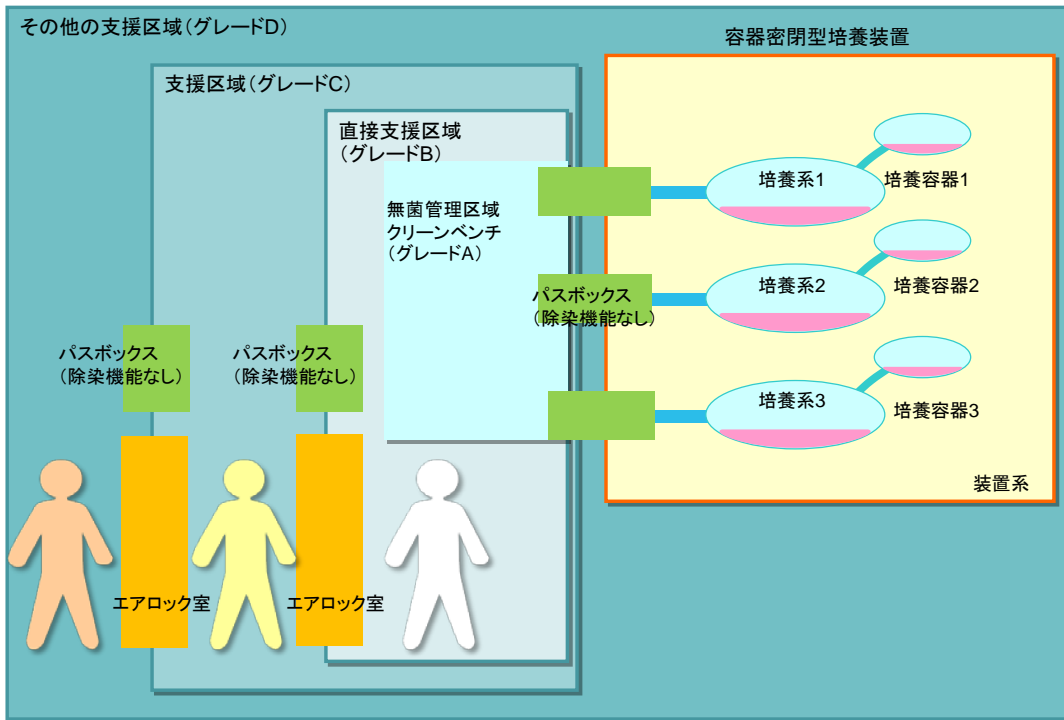 その他の支援区域(グレードD)
容器密閉型培養装置
支援区域(グレードC)
直接支援区域
(グレードB)
無菌管理区域
クリーンベンチ
(グレードA)
培養系1
培養容器1
培養系2
培養容器2
パスボックス
(除染機能なし)
パスボックス
(除染機能なし)
パスボックス
(除染機能なし)
培養系3
培養容器3
装置系
エアロック室
エアロック室